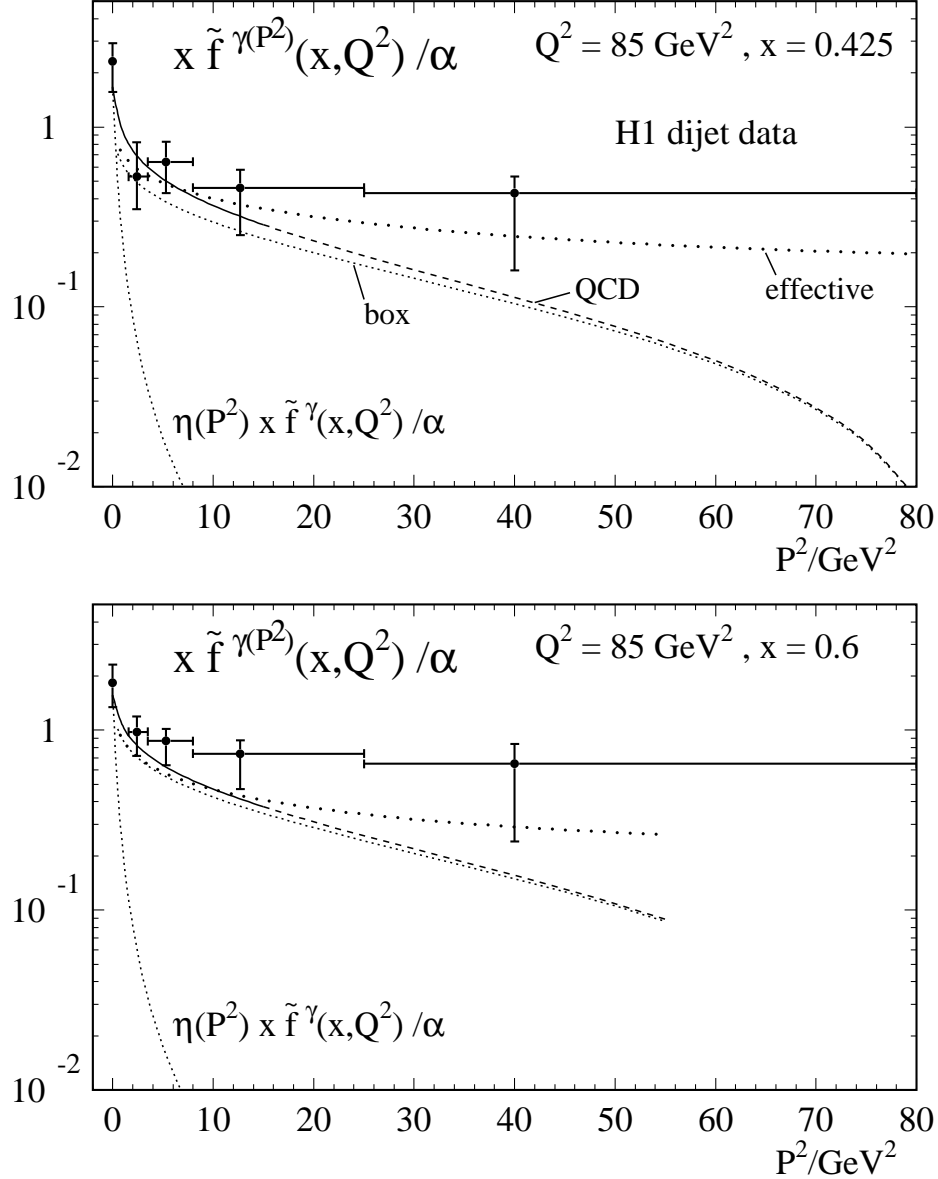 x f̃ γ(P²)(x,Q²) /α
Q² = 85 GeV² , x = 0.425
H1 dijet data
1
10⁻¹
10⁻²
effective
QCD
box
η(P²) x f̃ γ(x,Q²) /α
0 10 20 30 40 50 60 70 80
P²/GeV²
x f̃ γ(P²)(x,Q²) /α
Q² = 85 GeV² , x = 0.6
1
10⁻¹
10⁻²
η(P²) x f̃ γ(x,Q²) /α
0 10 20 30 40 50 60 70 80
P²/GeV²